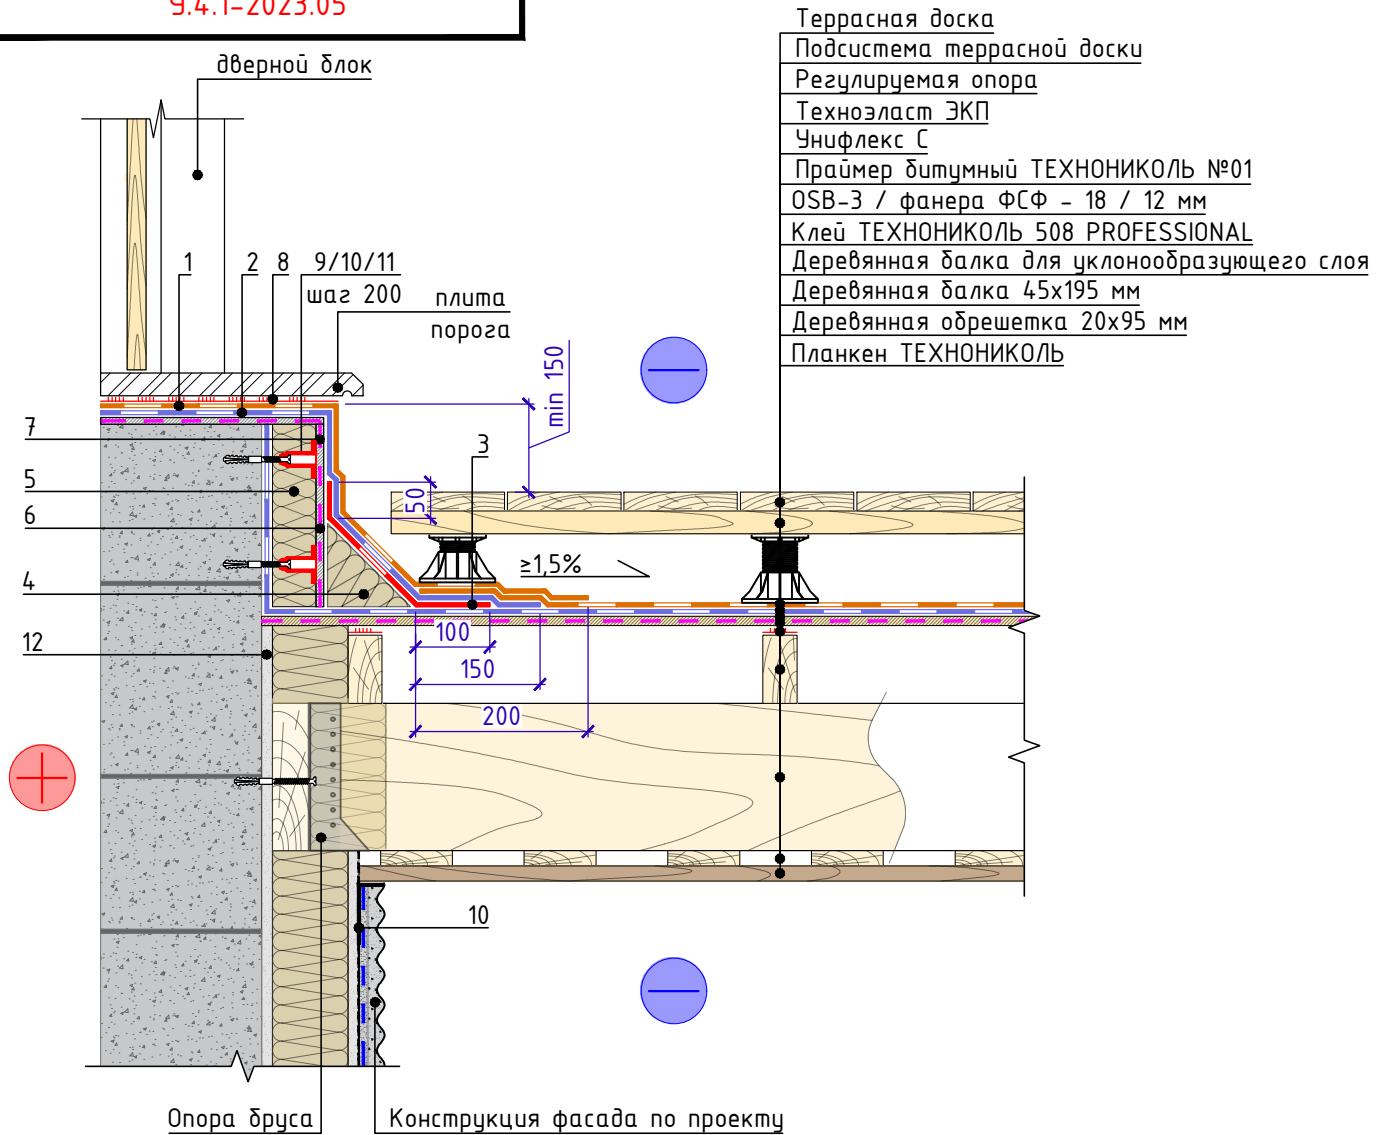 9.4.1-2023.05
дверной блок
Террасная доска
Подсистема террасной доски
Регулируемая опора
Техноэласт ЭКП
Унифлекс С
Праймер битумный ТЕХНОНИКОЛЬ №01
OSB-3 / фанера ФСФ - 18 / 12 мм
Клей ТЕХНОНИКОЛЬ 508 PROFESSIONAL
Деревянная балка для уклонообразующего слоя
Деревянная балка 45х195 мм
Деревянная обрешетка 20х95 мм
Планкен ТЕХНОНИКОЛЬ
1
2
8
9/10/11
шаг 200
плита
порога
min 150
7
3
5
50
6
≥1,5%
4
100
12
150
200
10
Опора бруса
Конструкция фасада по проекту